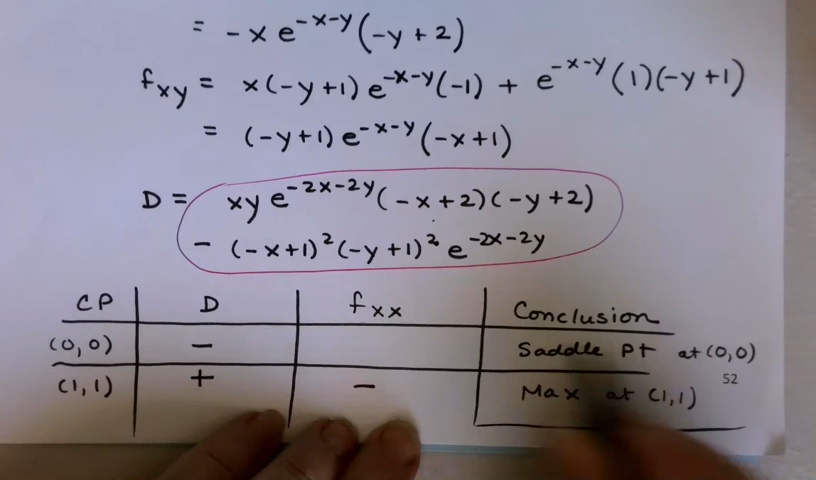 = -x e^{-x-y}(-y+2)
f_{xy} = x(-y+1) e^{-x-y}(-1) + e^{-x-y}(1)(-y+1)
= (-y+1) e^{-x-y}(-x+1)
D = xy e^{-2x-2y}(-x+2)(-y+2)
- (-x+1)^2 (-y+1)^2 e^{-2x-2y}
CP D f_{xx} Conclusion
(0,0) - Saddle Pt at (0,0)
(1,1) + - Max at (1,1)
52